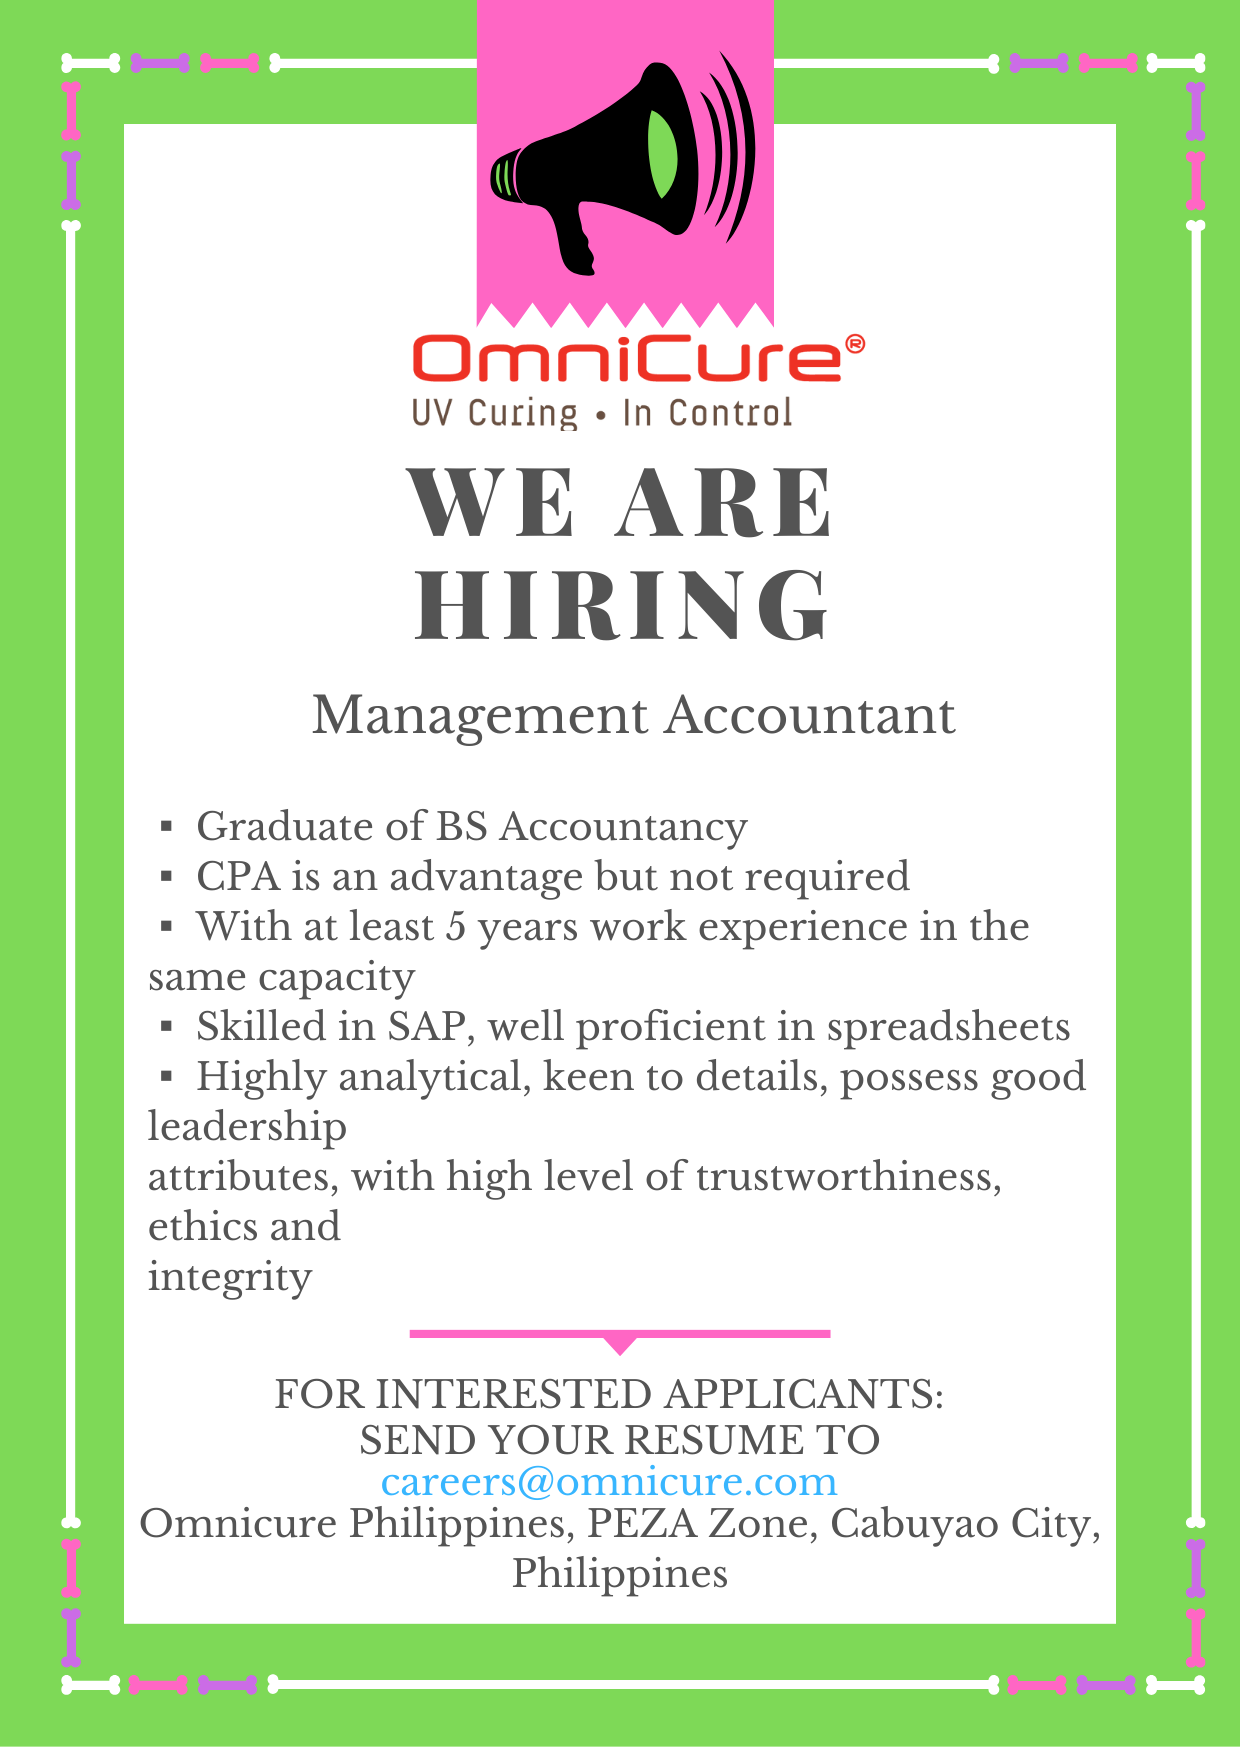 OmniCure®
UV Curing • In Control
WE ARE
HIRING
Management Accountant
▪ Graduate of BS Accountancy
▪ CPA is an advantage but not required
▪ With at least 5 years work experience in the
same capacity
▪ Skilled in SAP, well proficient in spreadsheets
▪ Highly analytical, keen to details, possess good
leadership
attributes, with high level of trustworthiness,
ethics and
integrity
FOR INTERESTED APPLICANTS:
SEND YOUR RESUME TO
careers@omnicure.com
Omnicure Philippines, PEZA Zone, Cabuyao City,
Philippines